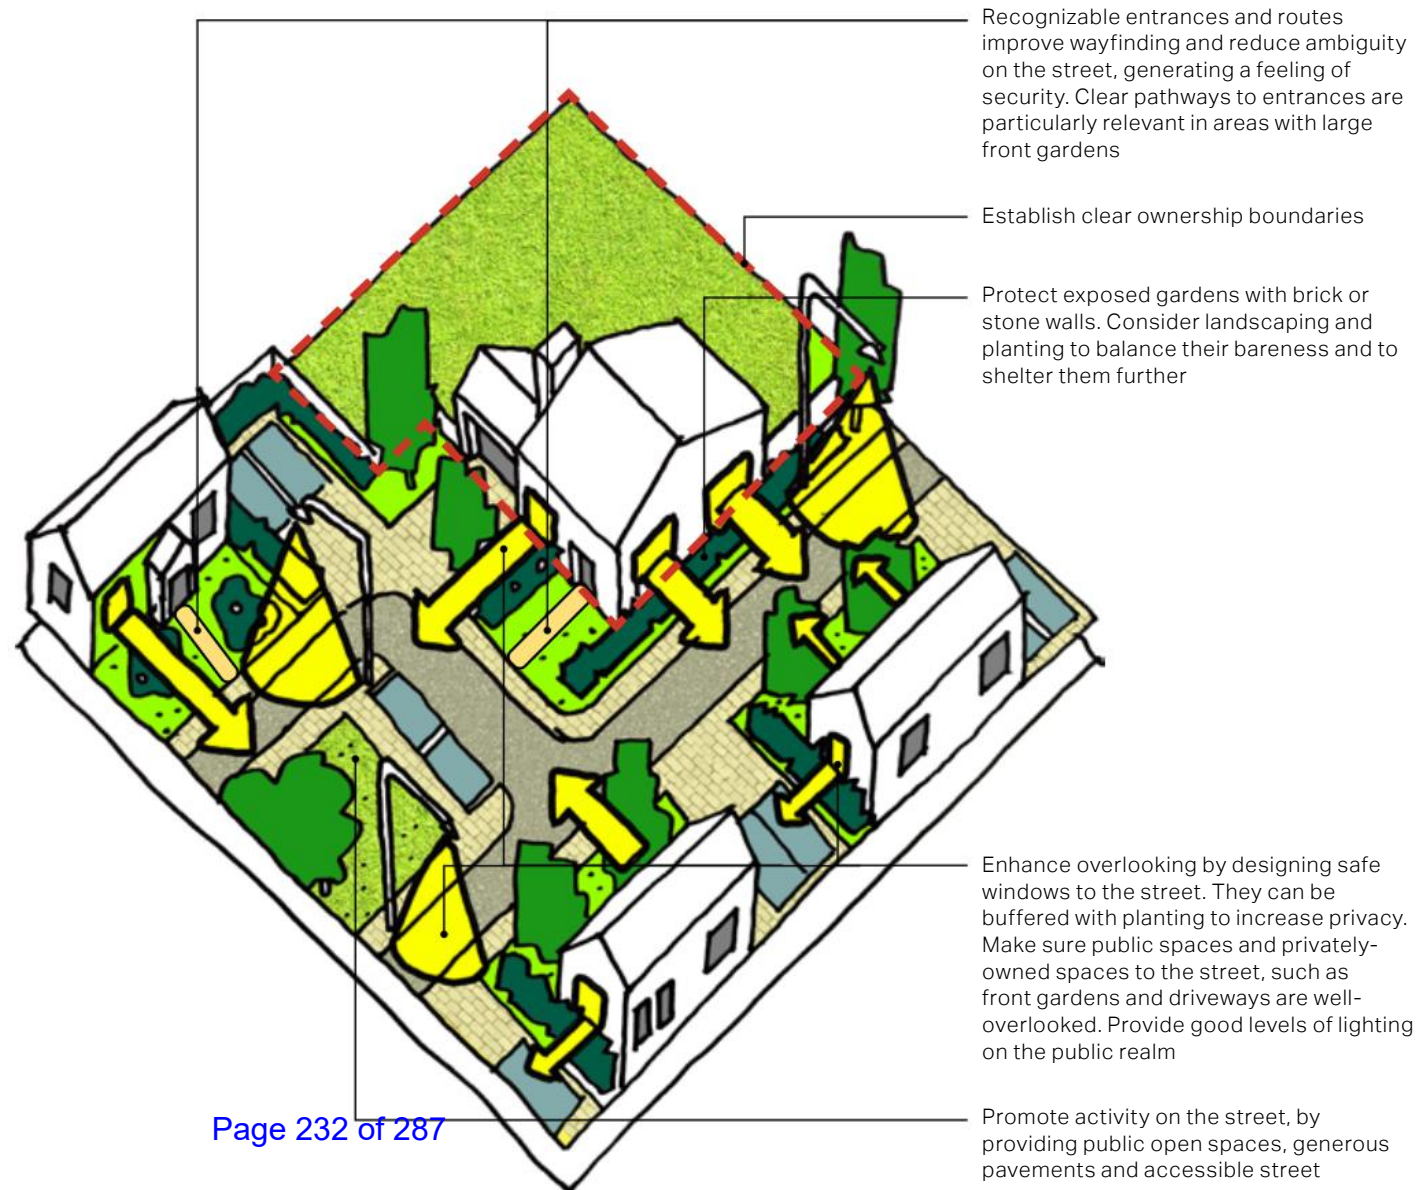 Recognizable entrances and routes
improve wayfinding and reduce ambiguity
on the street, generating a feeling of
security. Clear pathways to entrances are
particularly relevant in areas with large
front gardens
Establish clear ownership boundaries
Protect exposed gardens with brick or
stone walls. Consider landscaping and
planting to balance their bareness and to
shelter them further
Enhance overlooking by designing safe
windows to the street. They can be
buffered with planting to increase privacy.
Make sure public spaces and privately-
owned spaces to the street, such as
front gardens and driveways are well-
overlooked. Provide good levels of lighting
on the public realm
Promote activity on the street, by
providing public open spaces, generous
pavements and accessible street
Page 232 of 287